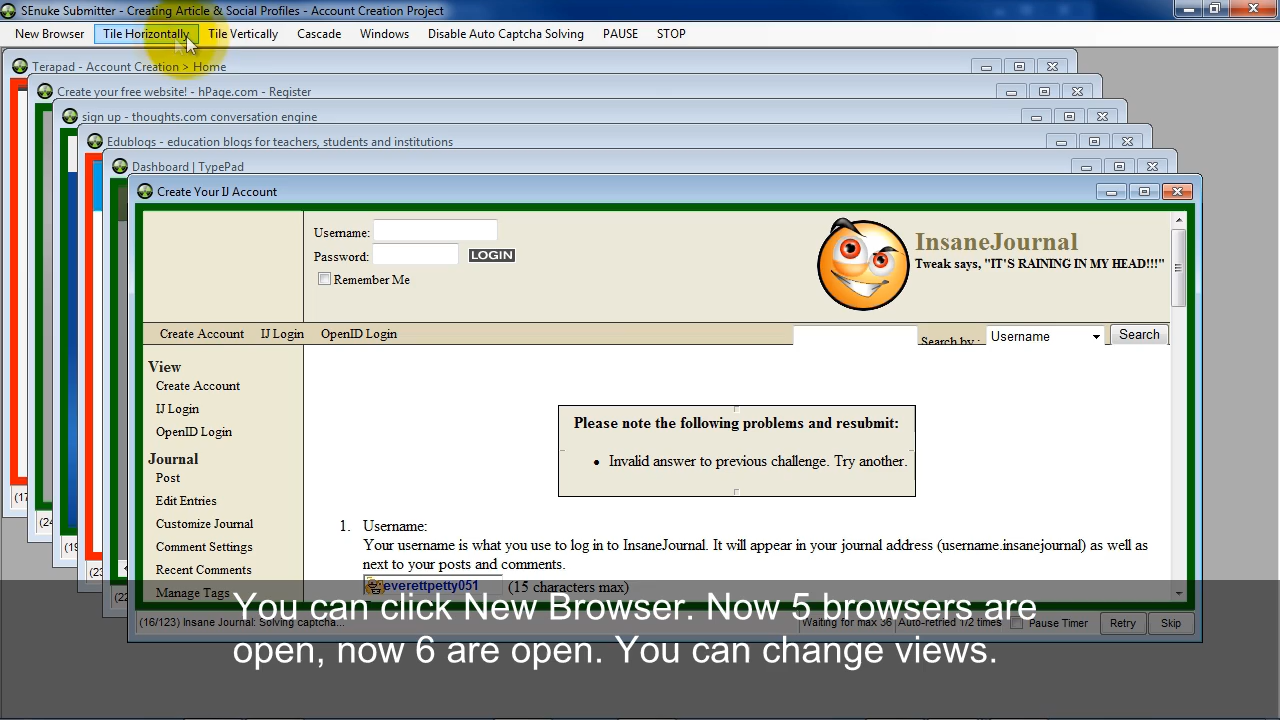 SEnuke Submitter - Creating Article & Social Profiles - Account Creation Project
New Browser Tile Horizontally Tile Vertically Cascade Windows Disable Auto Captcha Solving PAUSE STOP
Terapad - Account Creation > Home
Create your free website! - hPage.com - Register
sign up - thoughts.com conversation engine
Edublogs - education blogs for teachers, students and institutions
Dashboard | TypePad
Create Your IJ Account
Username:
Password: LOGIN
Remember Me
InsaneJournal
Tweak says, "IT'S RAINING IN MY HEAD!!!"
Create Account IJ Login OpenID Login
Search by : Username Search
View
Create Account
IJ Login
OpenID Login
Journal
Post
Edit Entries
Customize Journal
Comment Settings
Recent Comments
Manage Tags
Please note the following problems and resubmit:
• Invalid answer to previous challenge. Try another.
1. Username:
Your username is what you use to log in to InsaneJournal. It will appear in your journal address (username.insanejournal) as well as
next to your posts and comments.
everettpetty051 (15 characters max)
(17
(24
(19
(23
(22
(16/123) Insane Journal: Solving captcha... Waiting for max 36 Auto-retried 1/2 times Pause Timer Retry Skip
You can click New Browser. Now 5 browsers are
open, now 6 are open. You can change views.